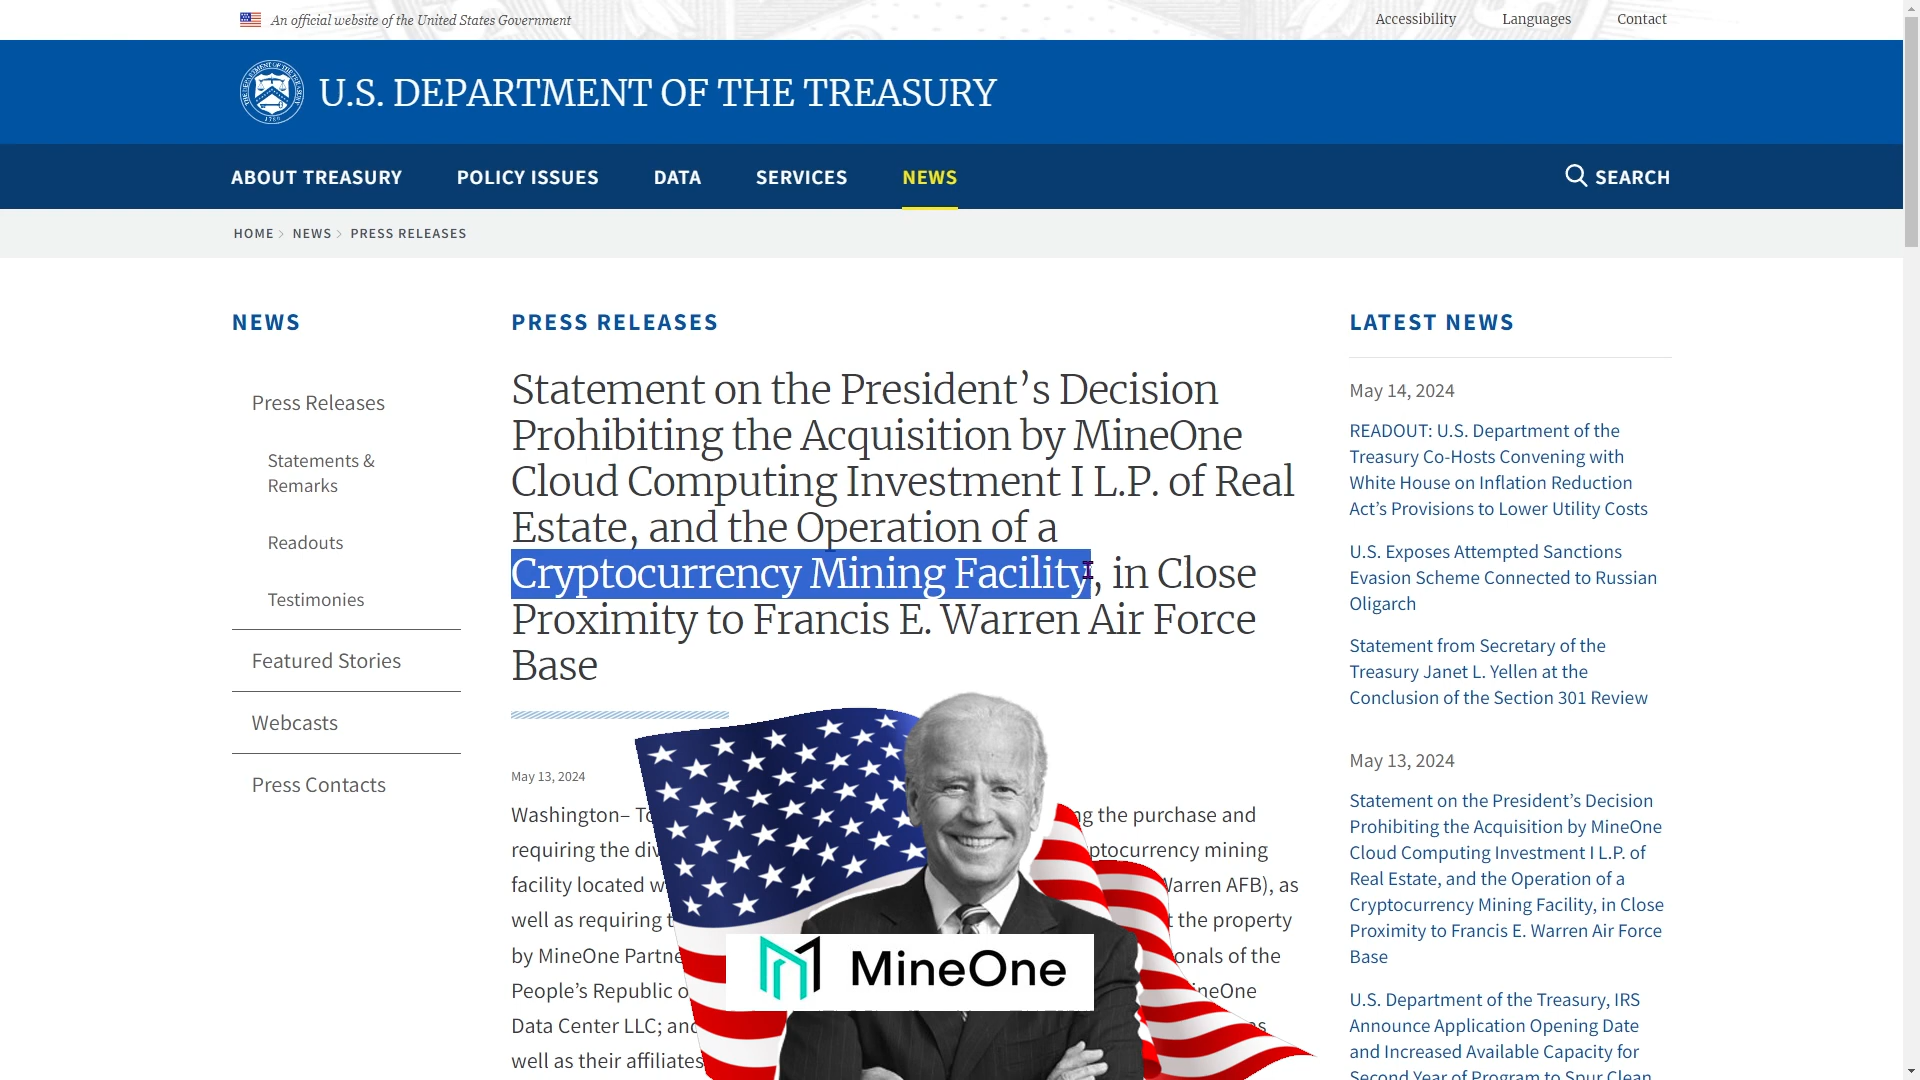 An official website of the United States Government
Accessibility
Languages
Contact
U.S. DEPARTMENT OF THE TREASURY
ABOUT TREASURY
POLICY ISSUES
DATA
SERVICES
NEWS
SEARCH
HOME
NEWS
PRESS RELEASES
NEWS
Press Releases
Statements &
Remarks
Readouts
Testimonies
Featured Stories
Webcasts
Press Contacts
PRESS RELEASES
Statement on the President’s Decision
Prohibiting the Acquisition by MineOne
Cloud Computing Investment I L.P. of Real
Estate, and the Operation of a
Cryptocurrency Mining Facility, in Close
Proximity to Francis E. Warren Air Force
Base
May 13, 2024
Washington– ng the purchase and
requiring the mining
facility located Warren AFB), as
well as requiring the property
by MineOne of the
People’s Republic MineOne
Data Center LLC;
well as their affiliates
MineOne
LATEST NEWS
May 14, 2024
READOUT: U.S. Department of the
Treasury Co-Hosts Convening with
White House on Inflation Reduction
Act’s Provisions to Lower Utility Costs
U.S. Exposes Attempted Sanctions
Evasion Scheme Connected to Russian
Oligarch
Statement from Secretary of the
Treasury Janet L. Yellen at the
Conclusion of the Section 301 Review
May 13, 2024
Statement on the President’s Decision
Prohibiting the Acquisition by MineOne
Cloud Computing Investment I L.P. of
Real Estate, and the Operation of a
Cryptocurrency Mining Facility, in Close
Proximity to Francis E. Warren Air Force
Base
U.S. Department of the Treasury, IRS
Announce Application Opening Date
and Increased Available Capacity for
Second Year of Program to Spur Clean